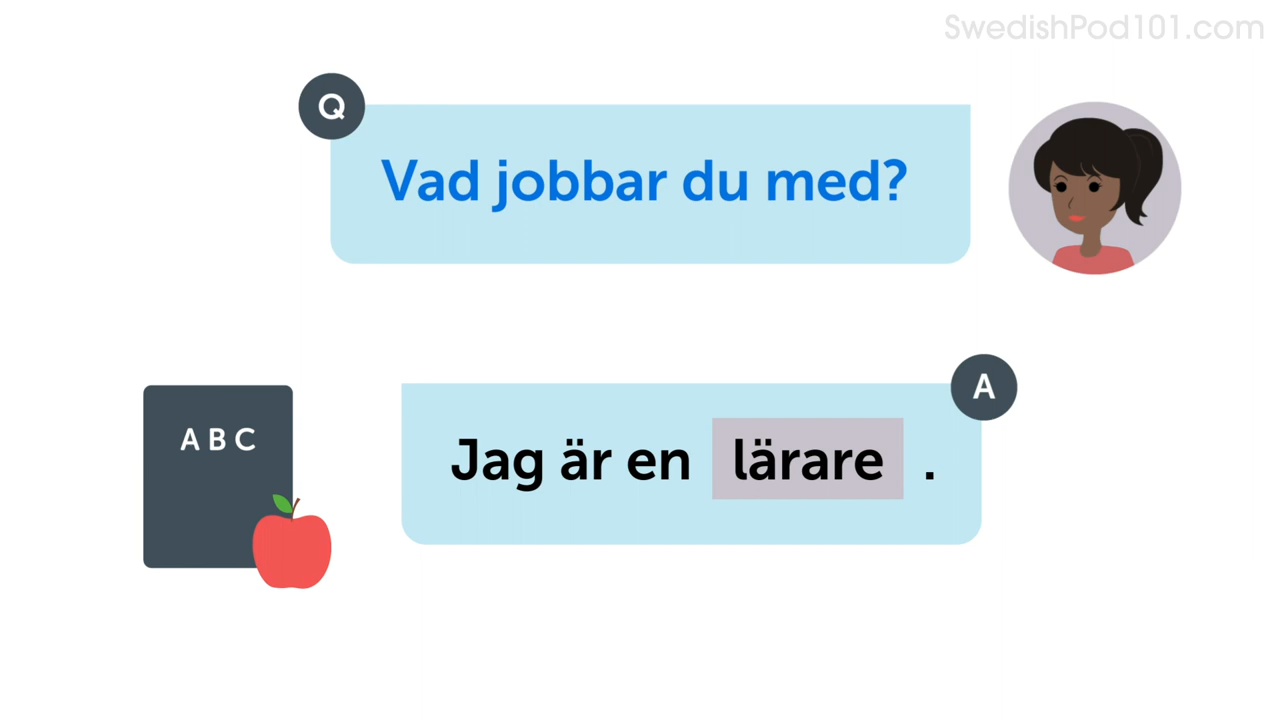 SwedishPod101.com
Q
Vad jobbar du med?
A
Jag är en lärare .
A B C